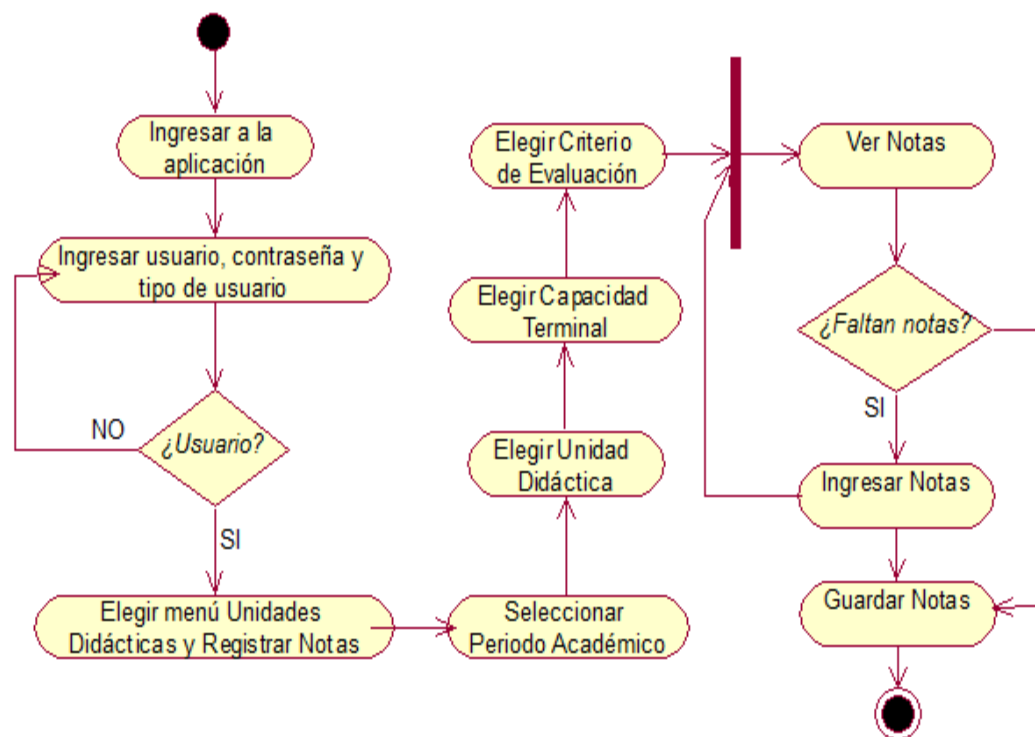 Ingresar a la
aplicación
Ingresar usuario, contraseña y
tipo de usuario
¿Usuario?
NO
SI
Elegir menú Unidades
Didácticas y Registrar Notas
Seleccionar
Periodo Académico
Elegir Unidad
Didáctica
Elegir Capacidad
Terminal
Elegir Criterio
de Evaluación
Ver Notas
¿Faltan notas?
SI
Ingresar Notas
Guardar Notas